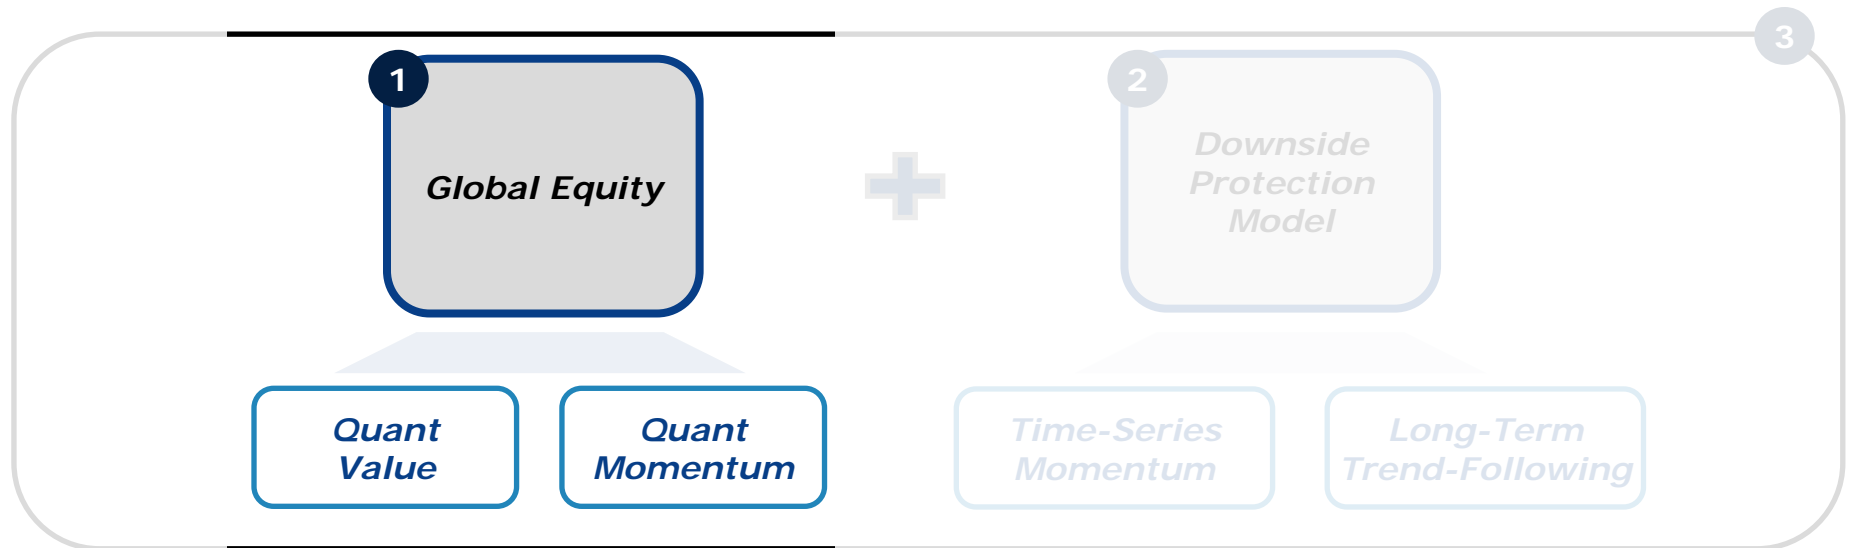 3
1
Global Equity
2
Downside
Protection
Model
Quant
Value
Quant
Momentum
Time-Series
Momentum
Long-Term
Trend-Following